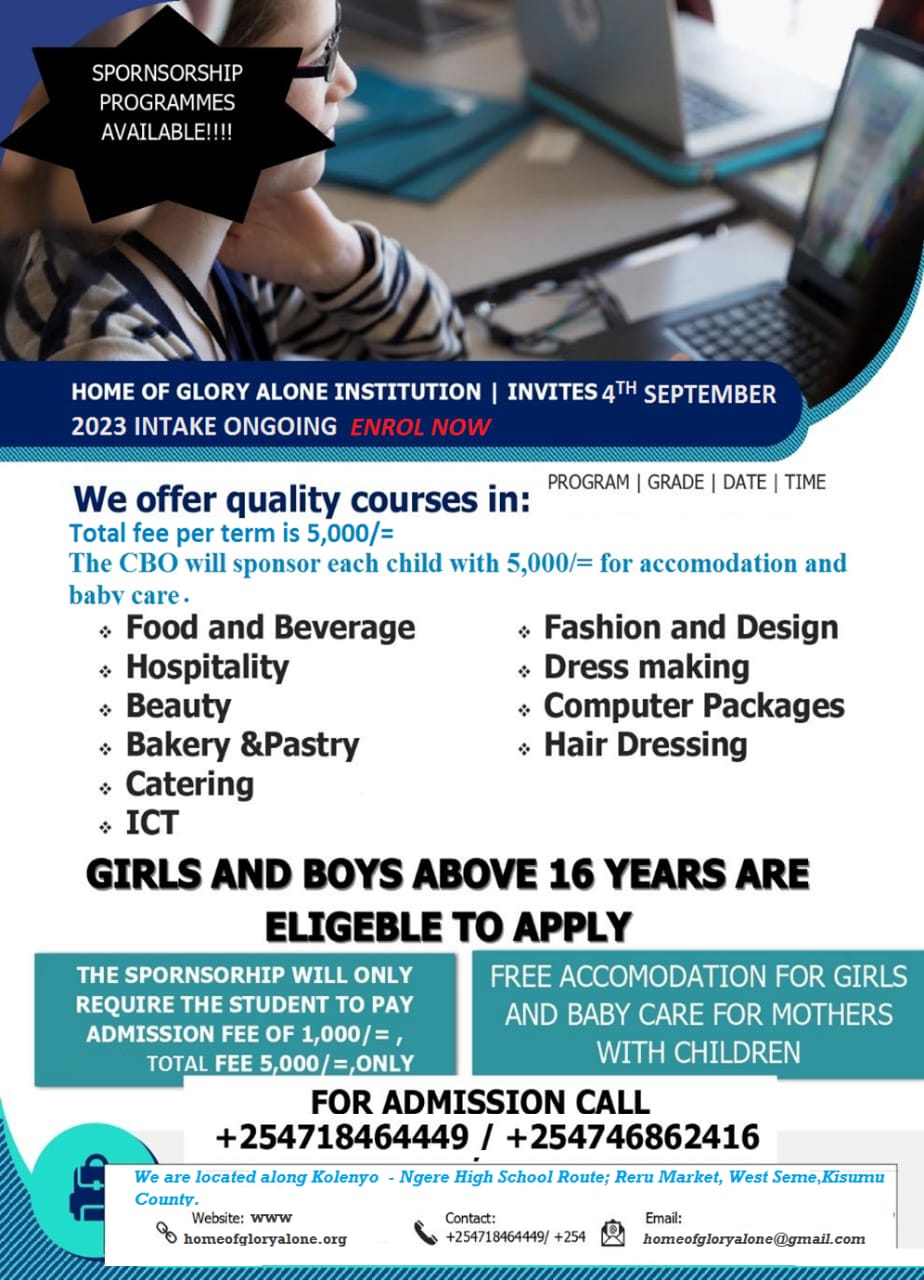 SPORNSORSHIP
PROGRAMMES
AVAILABLE!!!!
HOME OF GLORY ALONE INSTITUTION | INVITES 4TH SEPTEMBER
2023 INTAKE ONGOING ENROL NOW
PROGRAM | GRADE | DATE | TIME
We offer quality courses in:
Total fee per term is 5,000/=
The CBO will sponsor each child with 5,000/= for accomodation and
baby care.
❖ Food and Beverage
❖ Hospitality
❖ Beauty
❖ Bakery &Pastry
❖ Catering
❖ ICT
❖ Fashion and Design
❖ Dress making
❖ Computer Packages
❖ Hair Dressing
GIRLS AND BOYS ABOVE 16 YEARS ARE
ELIGEBLE TO APPLY
THE SPORNSORHIP WILL ONLY
REQUIRE THE STUDENT TO PAY
ADMISSION FEE OF 1,000/= ,
TOTAL FEE 5,000/=,ONLY
FREE ACCOMODATION FOR GIRLS
AND BABY CARE FOR MOTHERS
WITH CHILDREN
FOR ADMISSION CALL
+254718464449 / +254746862416
We are located along Kolenyo - Ngere High School Route; Reru Market, West Seme,Kisumu
County.
Website: www
homeofgloryalone.org
Contact:
+254718464449/ +254
Email:
homeofgloryalone@gmail.com